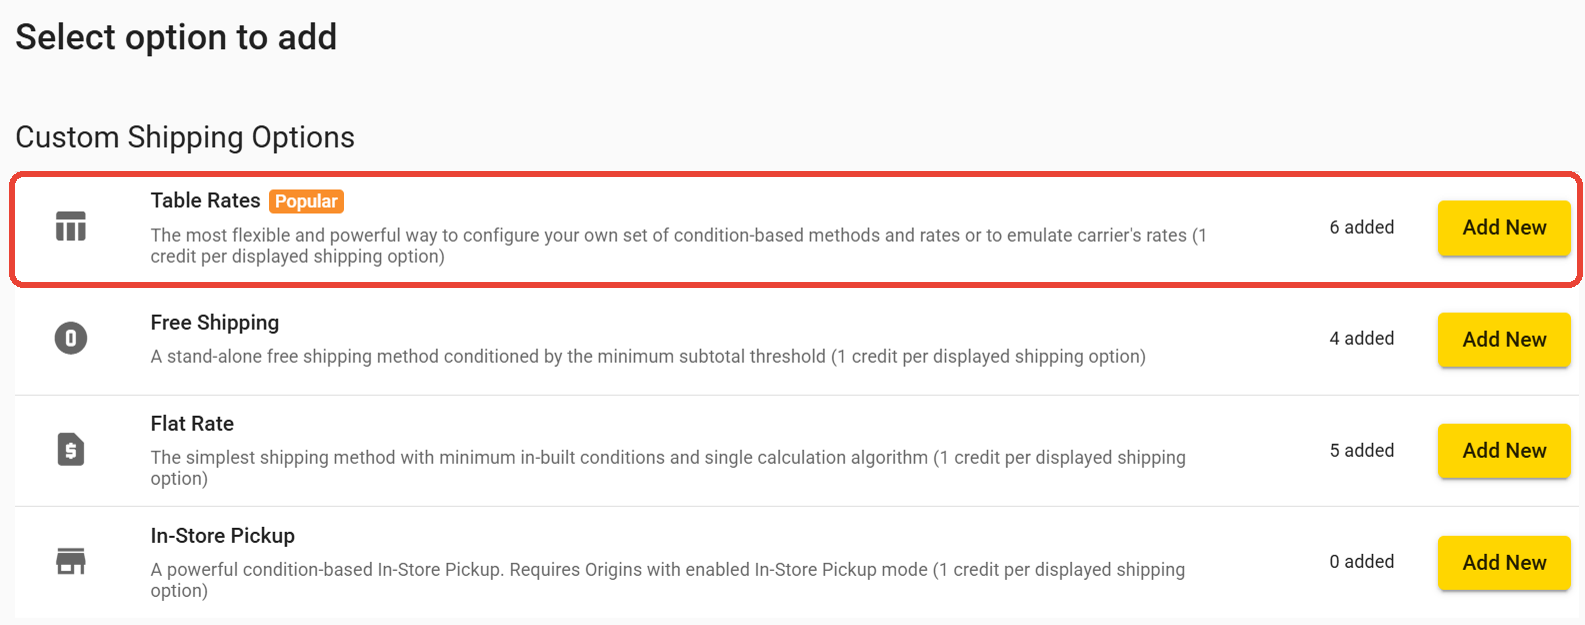 Select option to add
Custom Shipping Options
Table Rates Popular
The most flexible and powerful way to configure your own set of condition-based methods and rates or to emulate carrier's rates (1
credit per displayed shipping option)
6 added
Add New
Free Shipping
A stand-alone free shipping method conditioned by the minimum subtotal threshold (1 credit per displayed shipping option)
4 added
Add New
Flat Rate
The simplest shipping method with minimum in-built conditions and single calculation algorithm (1 credit per displayed shipping
option)
5 added
Add New
In-Store Pickup
A powerful condition-based In-Store Pickup. Requires Origins with enabled In-Store Pickup mode (1 credit per displayed shipping
option)
0 added
Add New